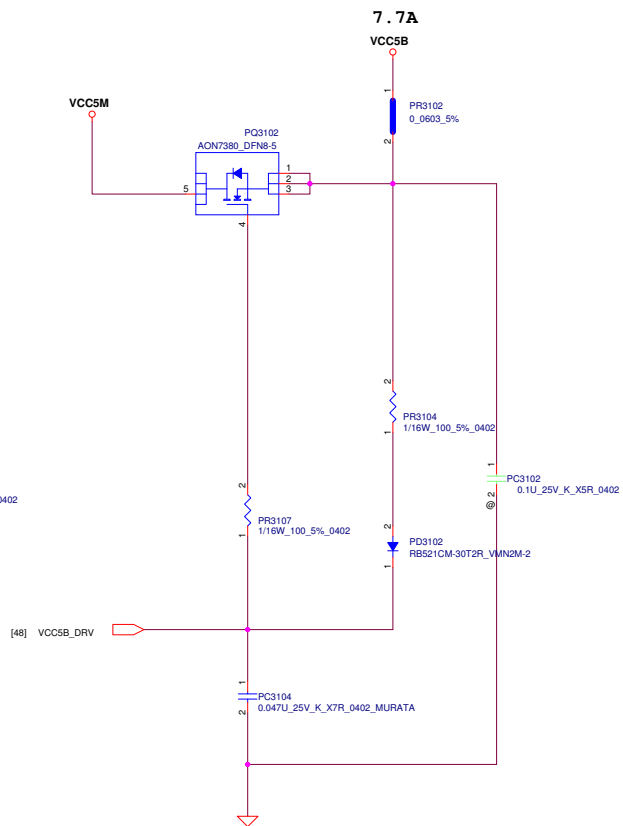 7.7A
VCC5B
VCC5M
1
PR3102
0_0603_5%
2
PQ3102
AON7380_DFN8-5
1
2
3
5
4
2
PR3104
1/16W_100_5%_0402
1
1
PC3102
0.1U_25V_K_X5R_0402
2
@
0402
2
PR3107
1/16W_100_5%_0402
1
2
PD3102
RB521CM-30T2R_VMN2M-2
1
[48] VCC5B_DRV
1
PC3104
0.047U_25V_K_X7R_0402_MURATA
2